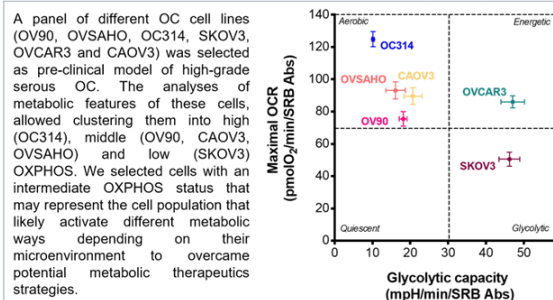 A panel of different OC cell lines
(OV90, OVSAHO, OC314, SKOV3,
OVCAR3 and CAOV3) was selected
as pre-clinical model of high-grade
serous OC. The analyses of
metabolic features of these cells,
allowed clustering them into high
(OC314), middle (OV90, CAOV3,
OVSAHO) and low (SKOV3)
OXPHOS. We selected cells with an
intermediate OXPHOS status that
may represent the cell population that
likely activate different metabolic
ways depending on their
microenvironment to overcame
potential metabolic therapeutics
strategies.
Maximal OCR
(pmolO₂/min/SRB Abs)
140
120
100
80
60
40
20
0
Aerobic
Energetic
OC314
OVSAHO
CAOV3
OVCAR3
OV90
SKOV3
Quiescent
Glycolytic
0
10
20
30
40
50
Glycolytic capacity
(mpH/min/SRB Abs)